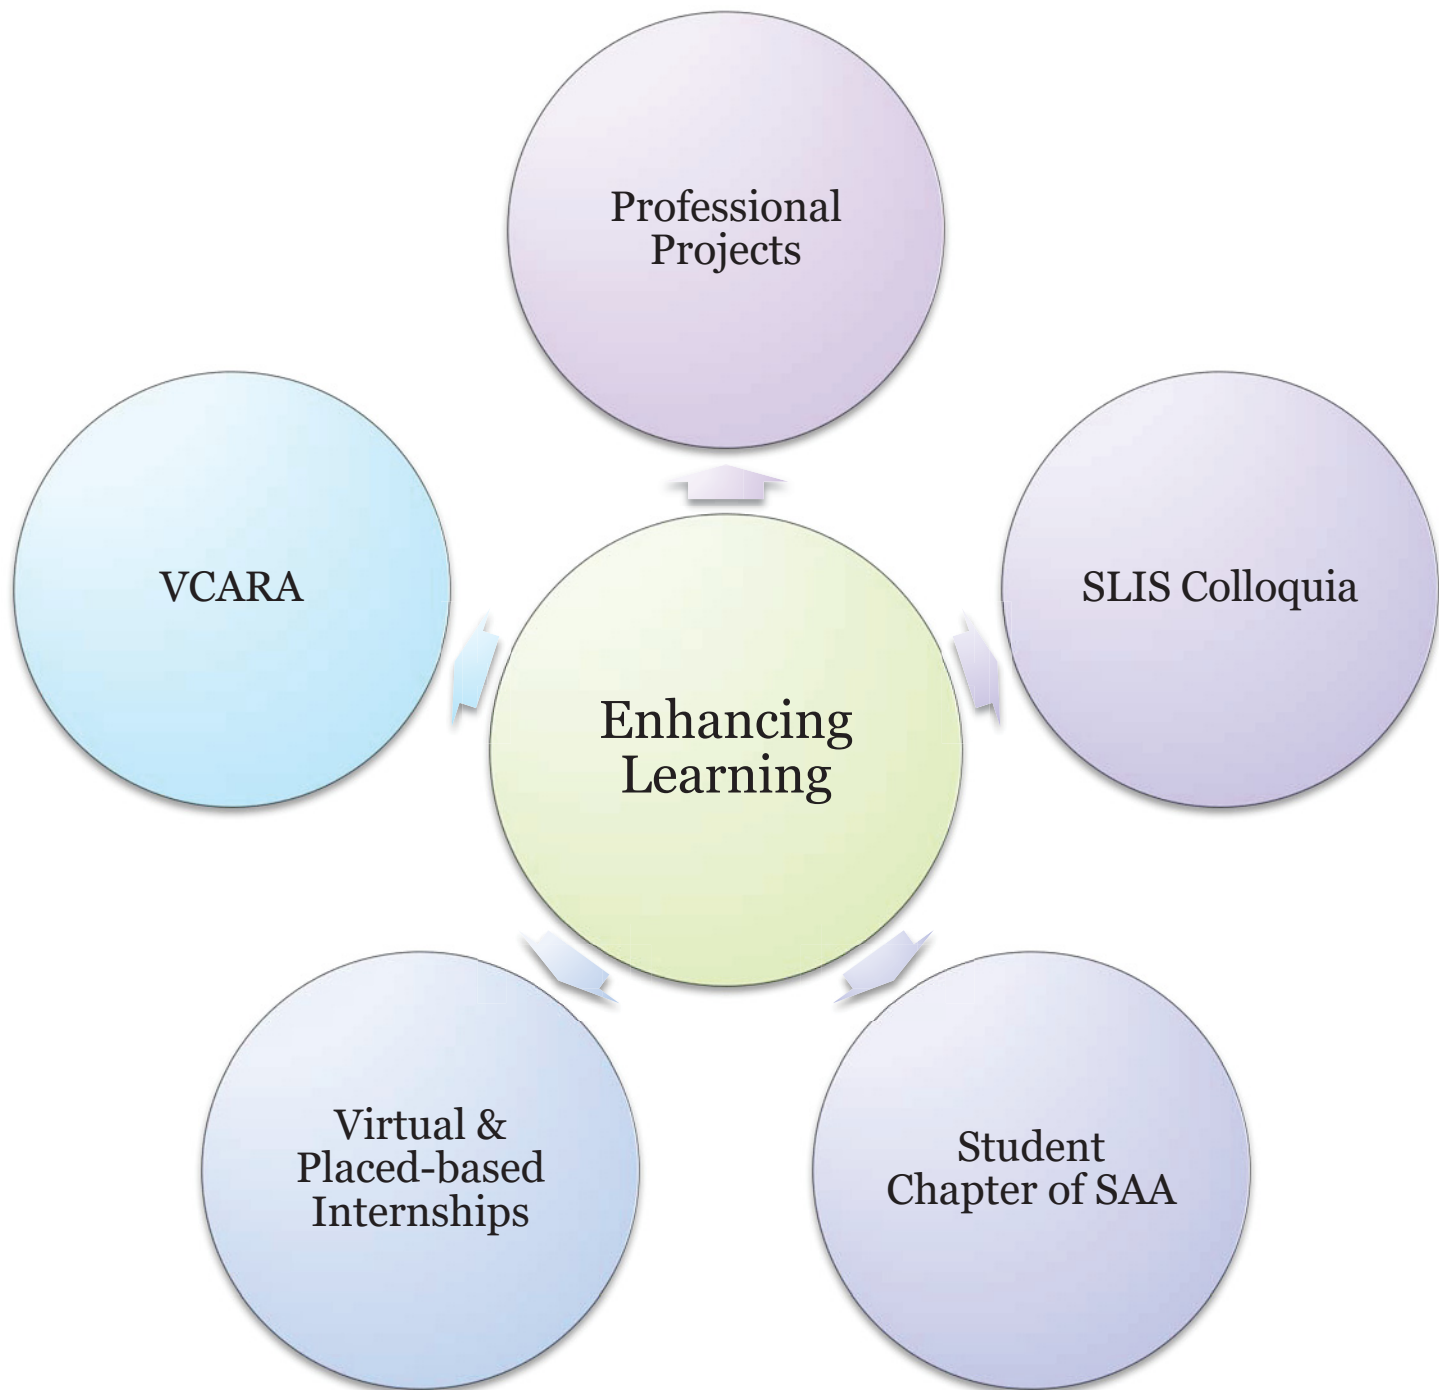 Professional
Projects
VCARA
SLIS Colloquia
Enhancing
Learning
Virtual &
Placed-based
Internships
Student
Chapter of SAA